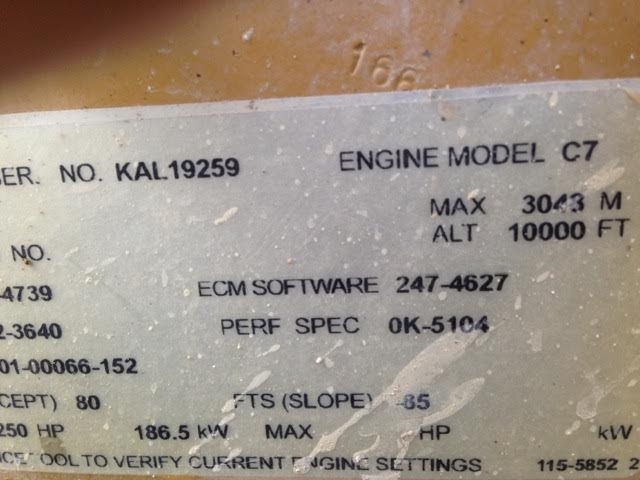 166
SER. NO. KAL19259 ENGINE MODEL C7
MAX 3043 M
ALT 10000 FT
NO.
-4739 ECM SOFTWARE 247-4627
2-3640 PERF SPEC 0K-5104
01-00066-152
CEPT) 80 FTS (SLOPE) -85
250 HP 186.5 kW MAX HP kW
TOOL TO VERIFY CURRENT ENGINE SETTINGS 115-5852 2